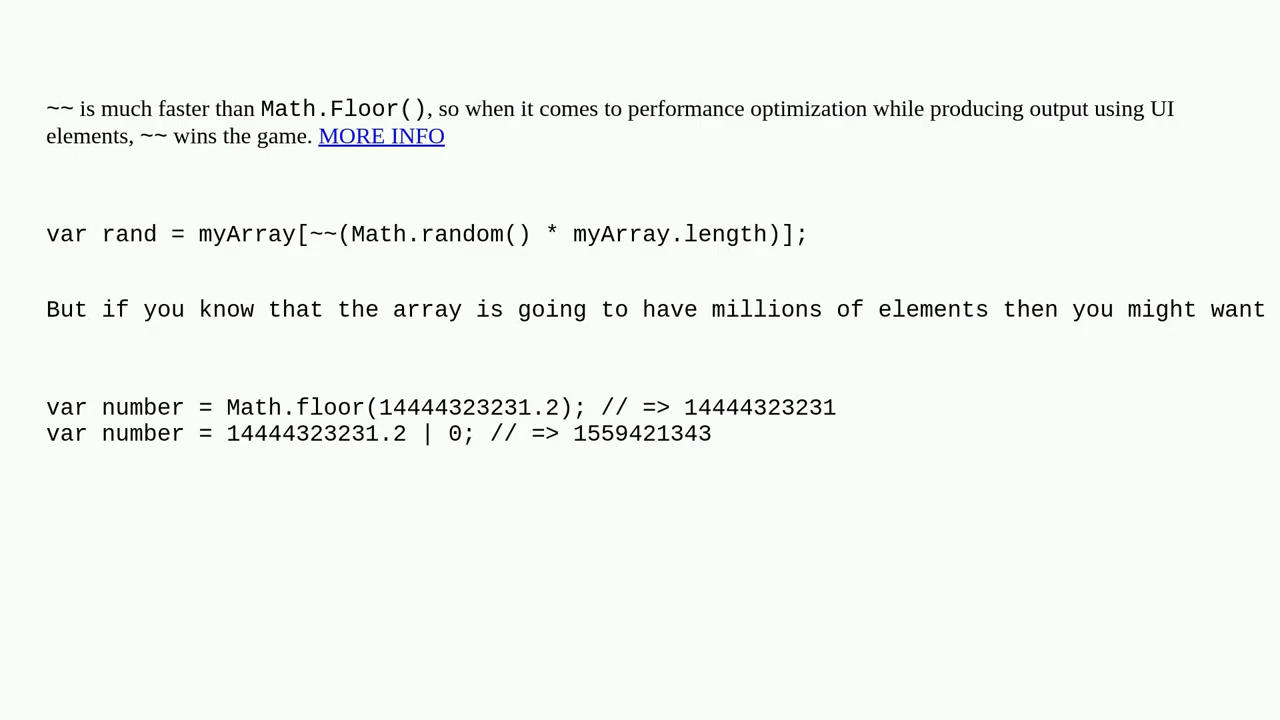 ~~ is much faster than Math.Floor(), so when it comes to performance optimization while producing output using UI
elements, ~~ wins the game. MORE INFO
var rand = myArray[~~(Math.random() * myArray.length)];
But if you know that the array is going to have millions of elements then you might want
var number = Math.floor(14444323231.2); // => 14444323231
var number = 14444323231.2 | 0; // => 1559421343